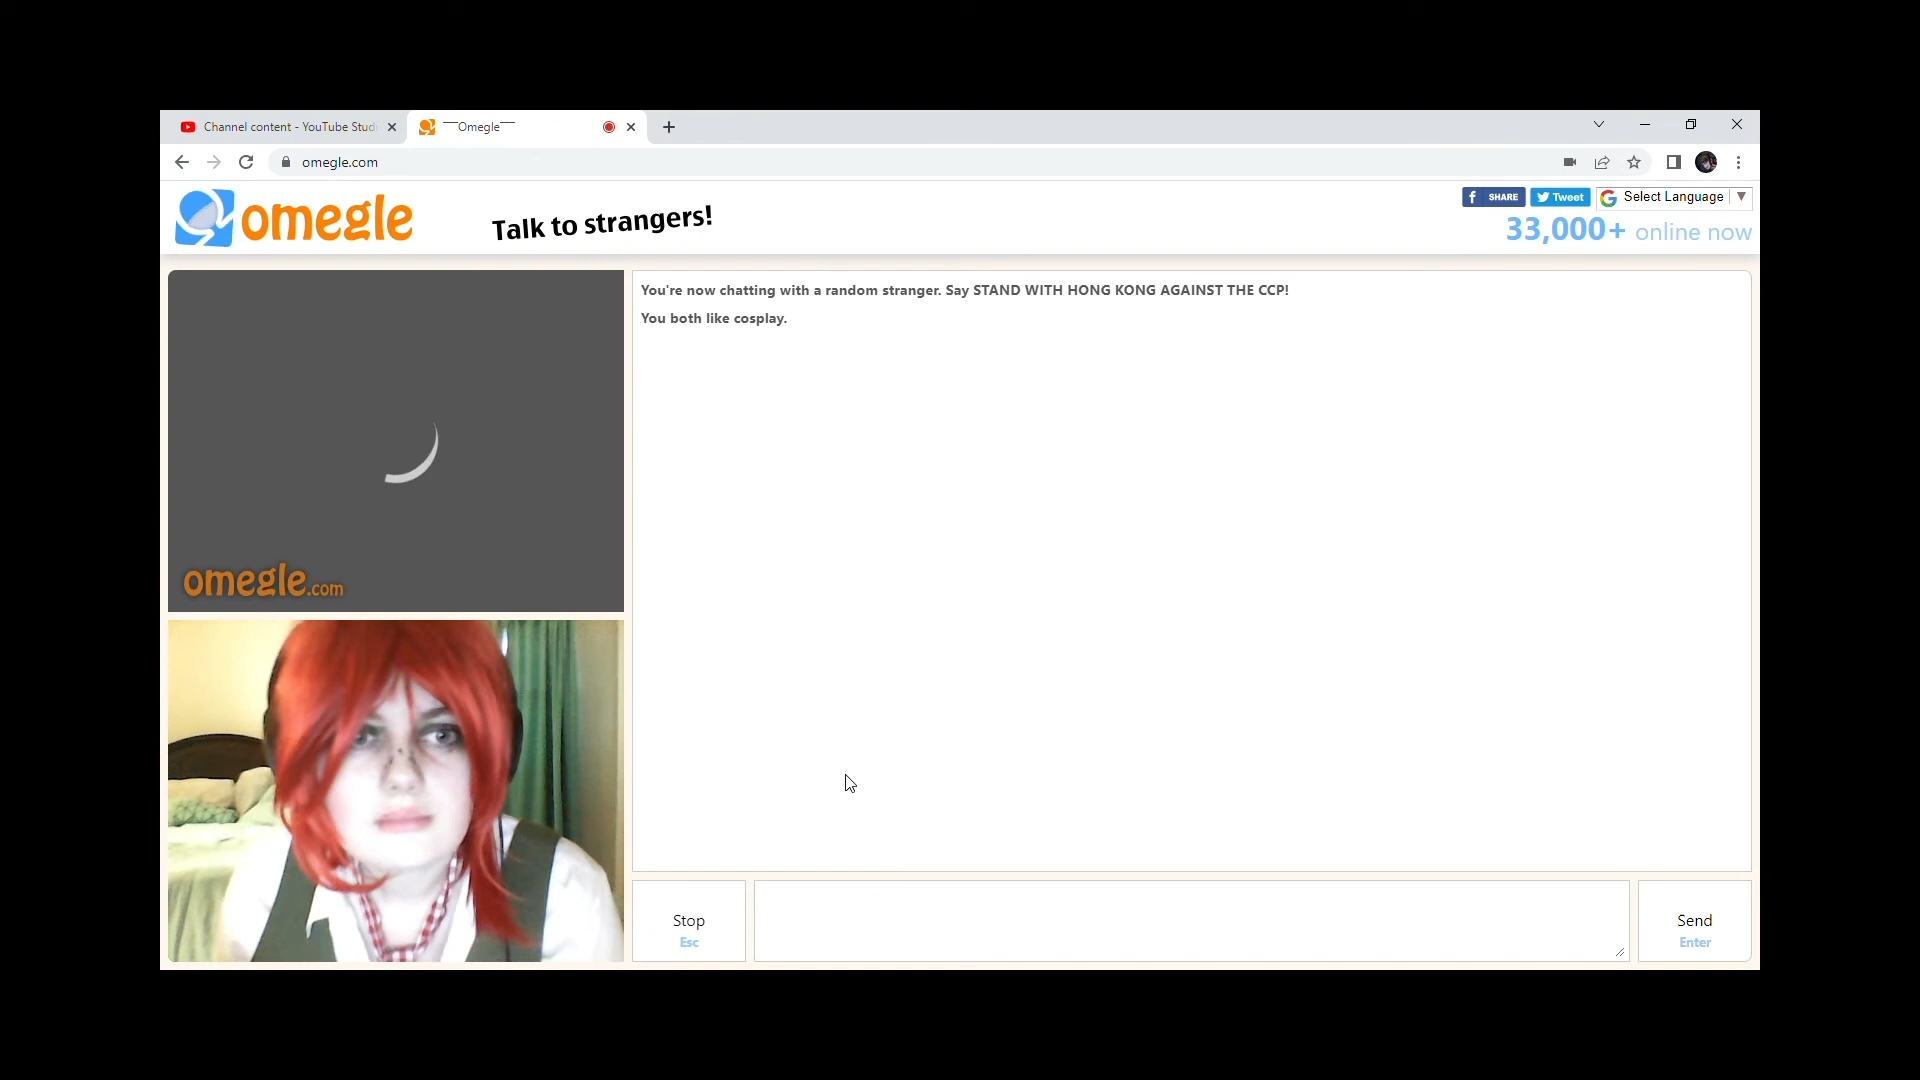 Channel content - YouTube Stud
Omegle
omegle.com
omegle
Talk to strangers!
SHARE
Tweet
Select Language
33,000+ online now
You're now chatting with a random stranger. Say STAND WITH HONG KONG AGAINST THE CCP!
You both like cosplay.
omegle.com
Stop
Esc
Send
Enter